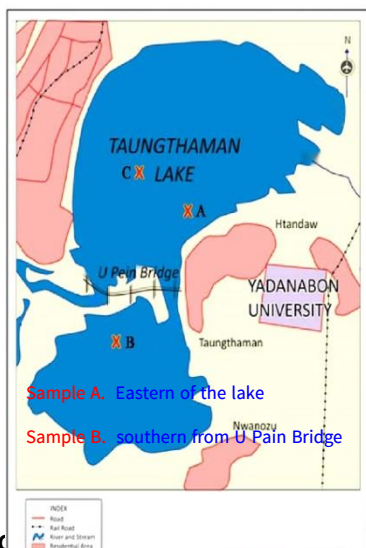 N
TAUNGTHAMAN
C X LAKE
X A
Htandaw
U Pein Bridge
YADANABON
UNIVERSITY
X B
Taungthaman
Sample A. Eastern of the lake
Nwanozu
Sample B. southern from U Pain Bridge
INDEX
Road
Rail Road
River and Stream
Residential Area